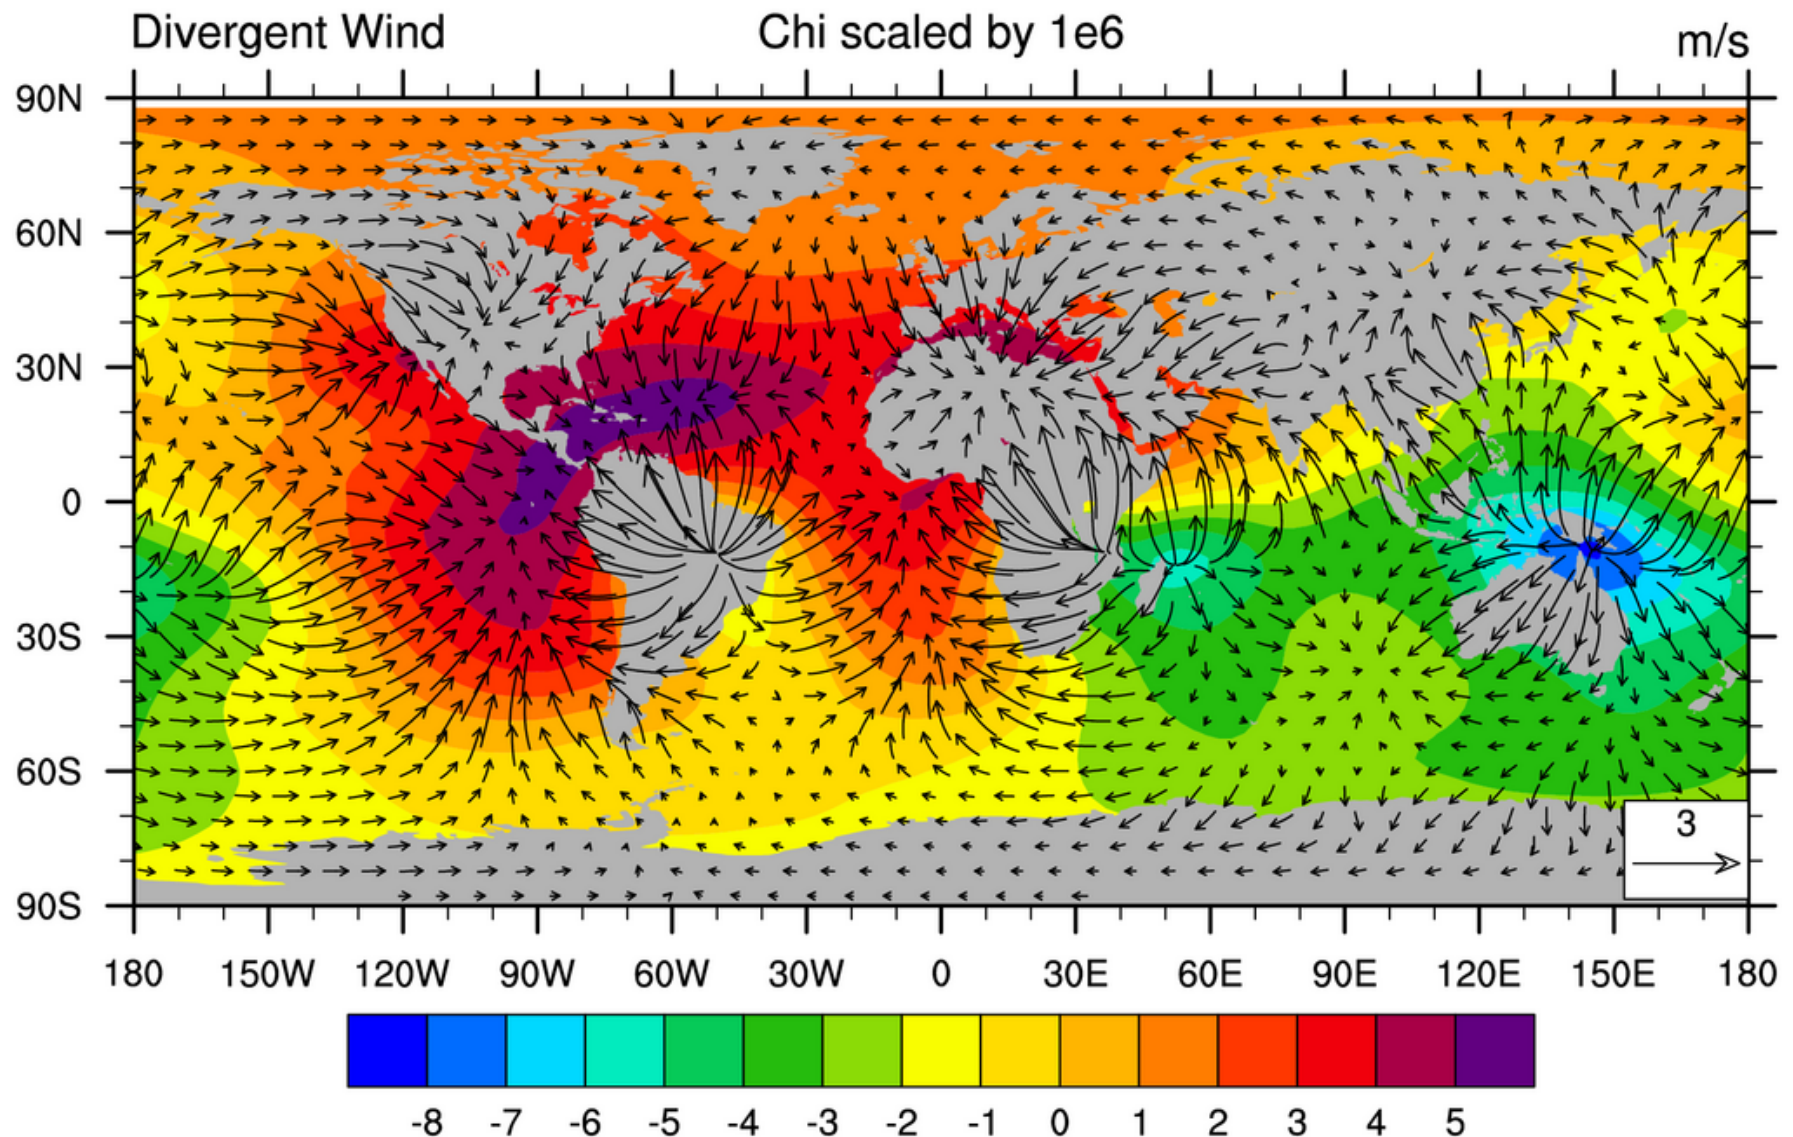 Divergent Wind Chi scaled by 1e6 m/s
90N
60N
30N
0
30S
60S
90S
3
180 150W 120W 90W 60W 30W 0 30E 60E 90E 120E 150E 180
-8 -7 -6 -5 -4 -3 -2 -1 0 1 2 3 4 5